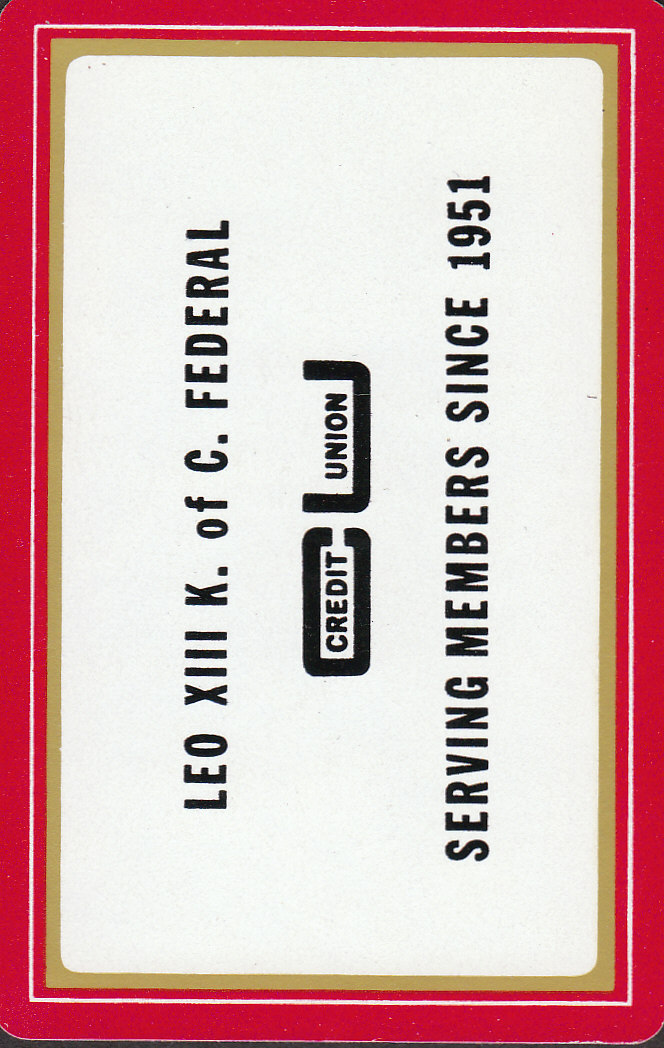 LEO XIII K. of C. FEDERAL
CREDIT UNION
SERVING MEMBERS SINCE 1951